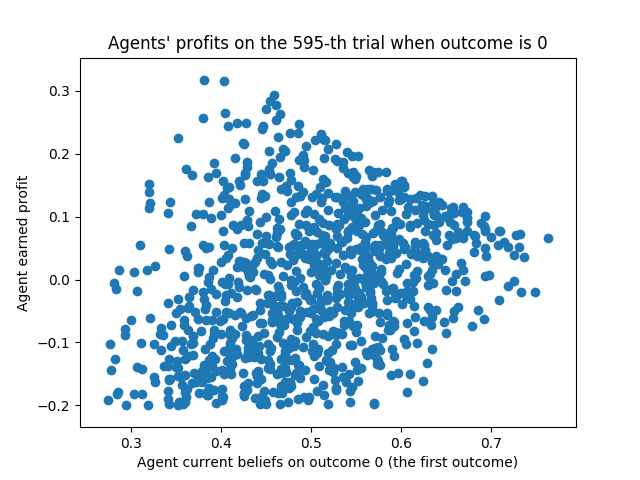 Agents' profits on the 595-th trial when outcome is 0
0.3
0.2
0.1
0.0
−0.1
−0.2
Agent earned profit
0.3 0.4 0.5 0.6 0.7
Agent current beliefs on outcome 0 (the first outcome)